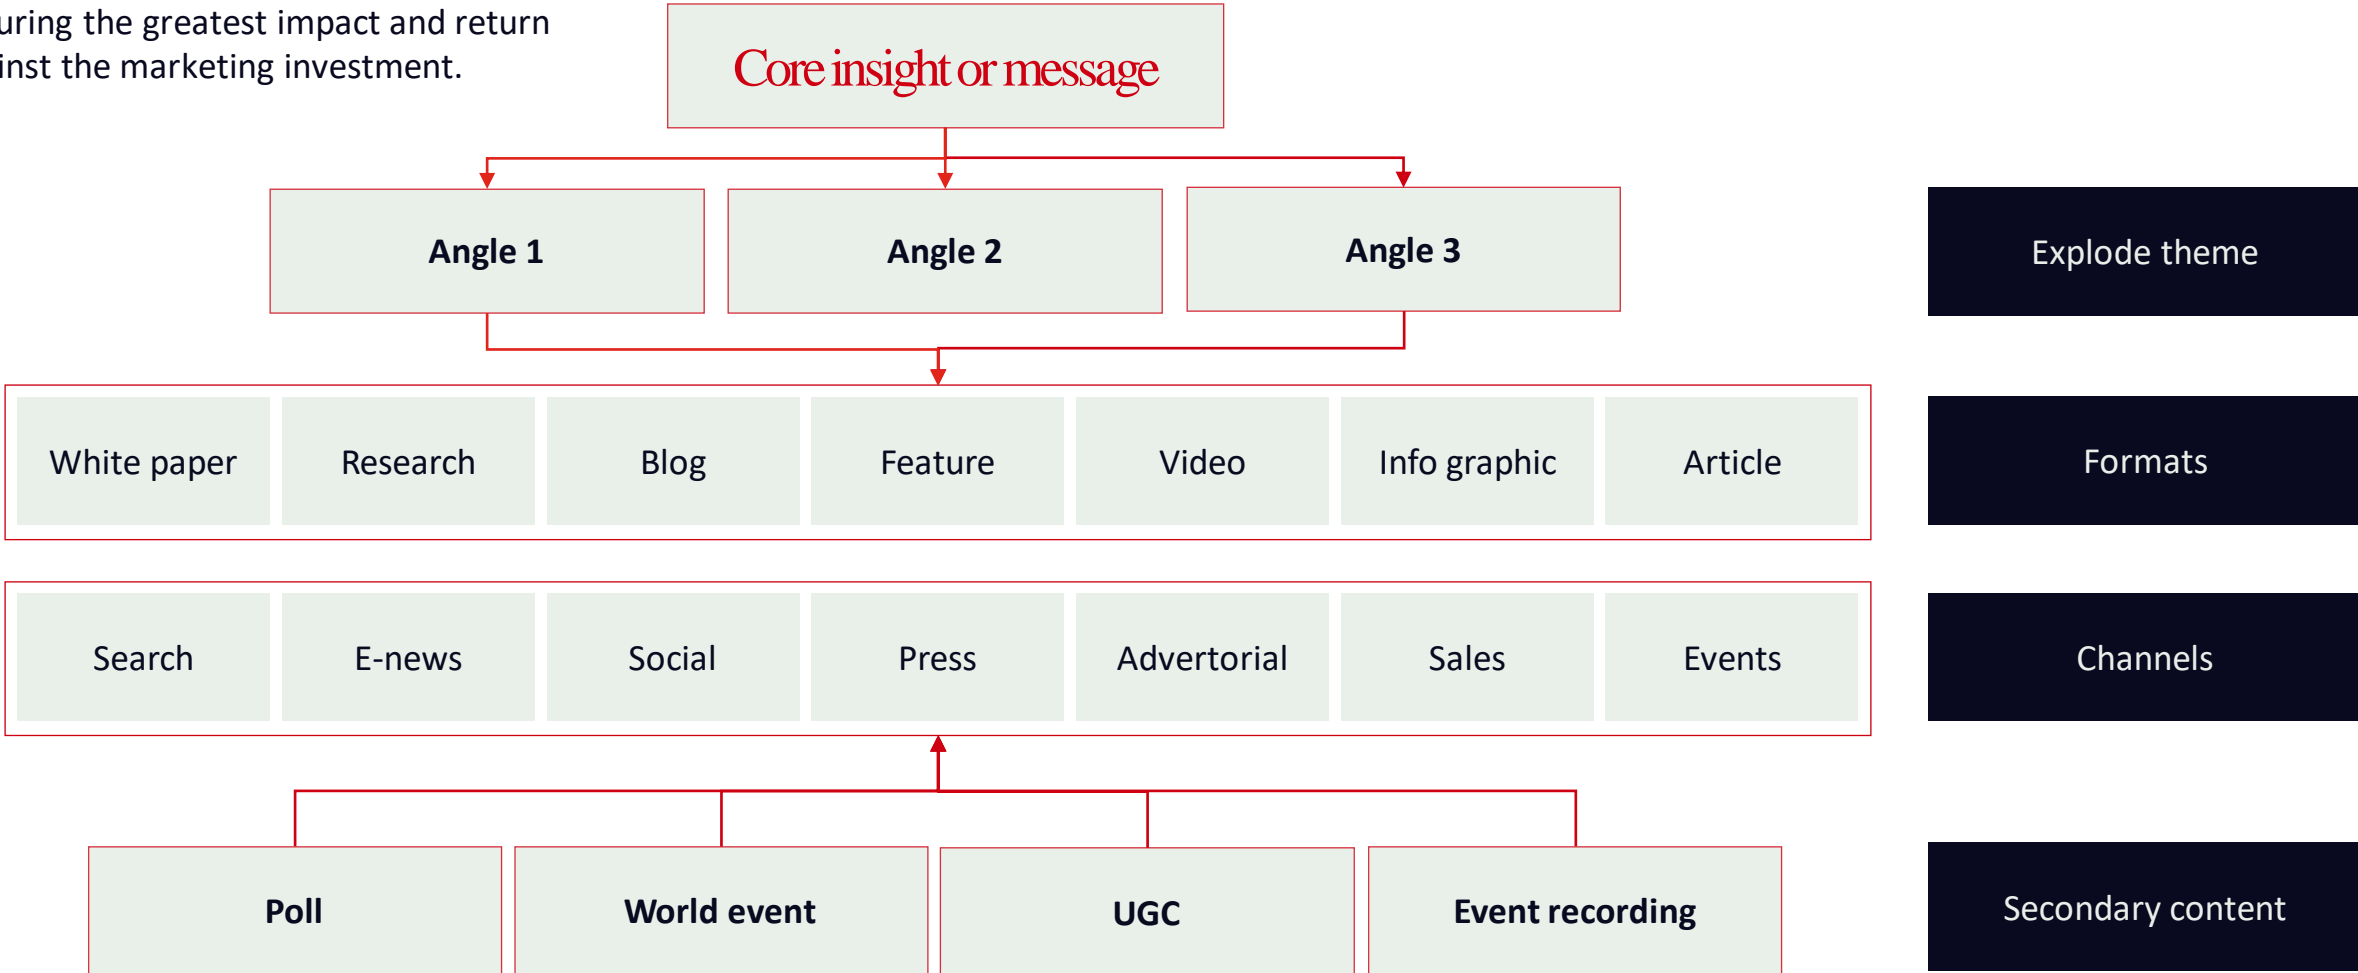 uring the greatest impact and return
inst the marketing investment.
Core insight or message
Angle 1
Angle 2
Angle 3
Explode theme
White paper
Research
Blog
Feature
Video
Info graphic
Article
Formats
Search
E-news
Social
Press
Advertorial
Sales
Events
Channels
Poll
World event
UGC
Event recording
Secondary content